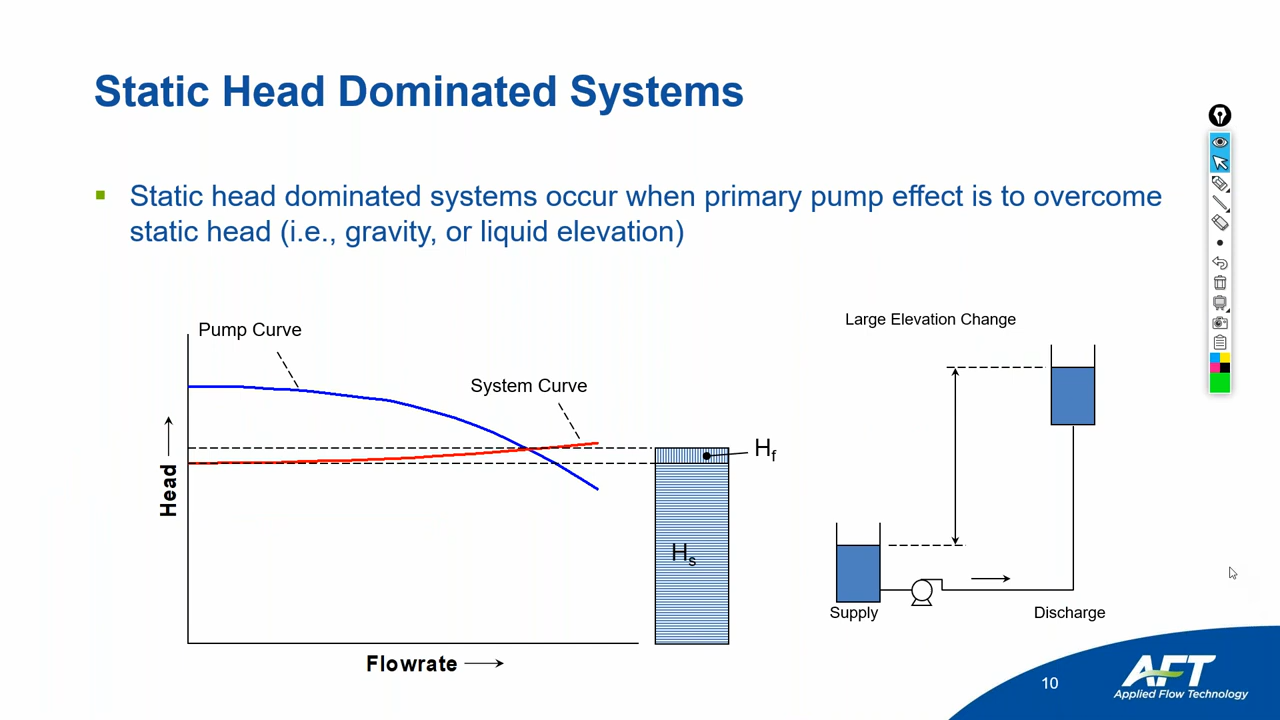 Static Head Dominated Systems
Static head dominated systems occur when primary pump effect is to overcome
static head (i.e., gravity, or liquid elevation)
Pump Curve
System Curve
Head
Flowrate
Hf
Hs
Large Elevation Change
Supply
Discharge
10
AFT
Applied Flow Technology